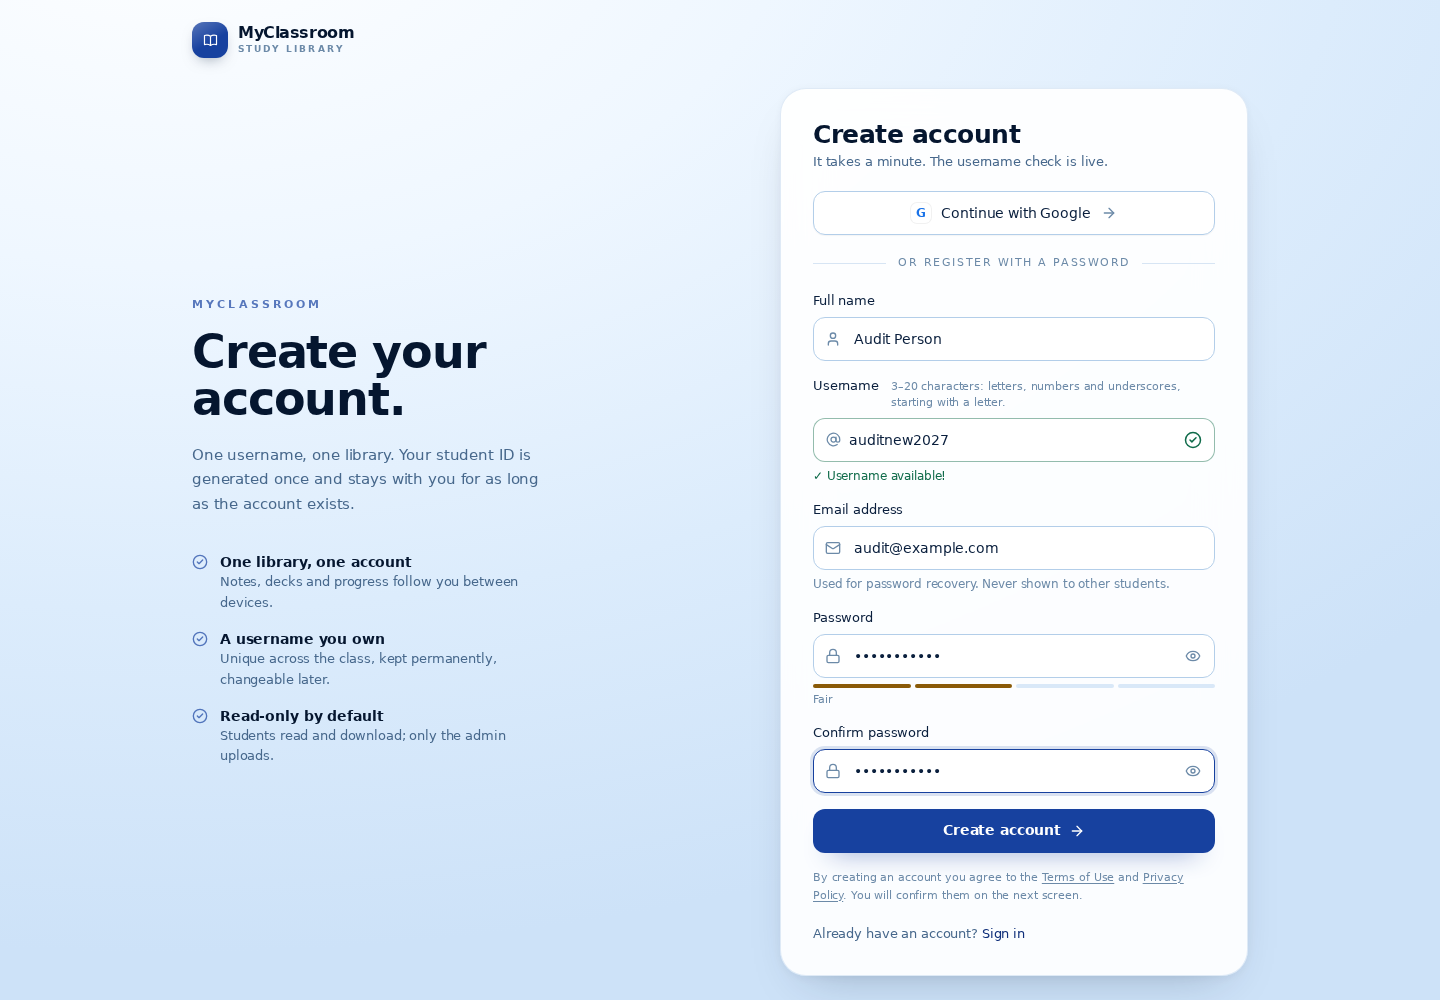 MyClassroom
STUDY LIBRARY
MYCLASSROOM
Create your
account.
One username, one library. Your student ID is
generated once and stays with you for as long
as the account exists.
One library, one account
Notes, decks and progress follow you between
devices.
A username you own
Unique across the class, kept permanently,
changeable later.
Read-only by default
Students read and download; only the admin
uploads.
Create account
It takes a minute. The username check is live.
G Continue with Google →
OR REGISTER WITH A PASSWORD
Full name
Audit Person
Username 3–20 characters: letters, numbers and underscores,
starting with a letter.
@ auditnew2027
✓ Username available!
Email address
audit@example.com
Used for password recovery. Never shown to other students.
Password
•••••••••••
Fair
Confirm password
•••••••••••
Create account →
By creating an account you agree to the Terms of Use and Privacy
Policy. You will confirm them on the next screen.
Already have an account? Sign in